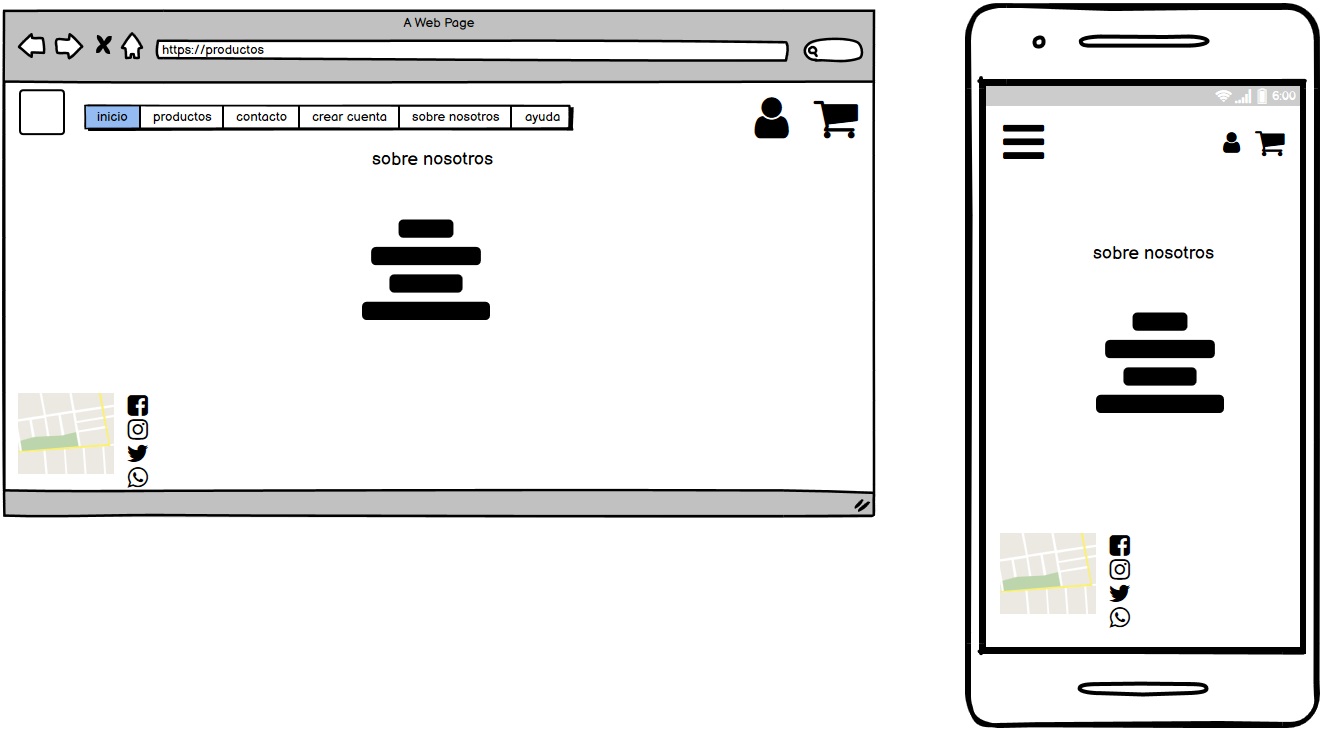 A Web Page
https://productos
inicio productos contacto crear cuenta sobre nosotros ayuda
sobre nosotros
6:00
sobre nosotros